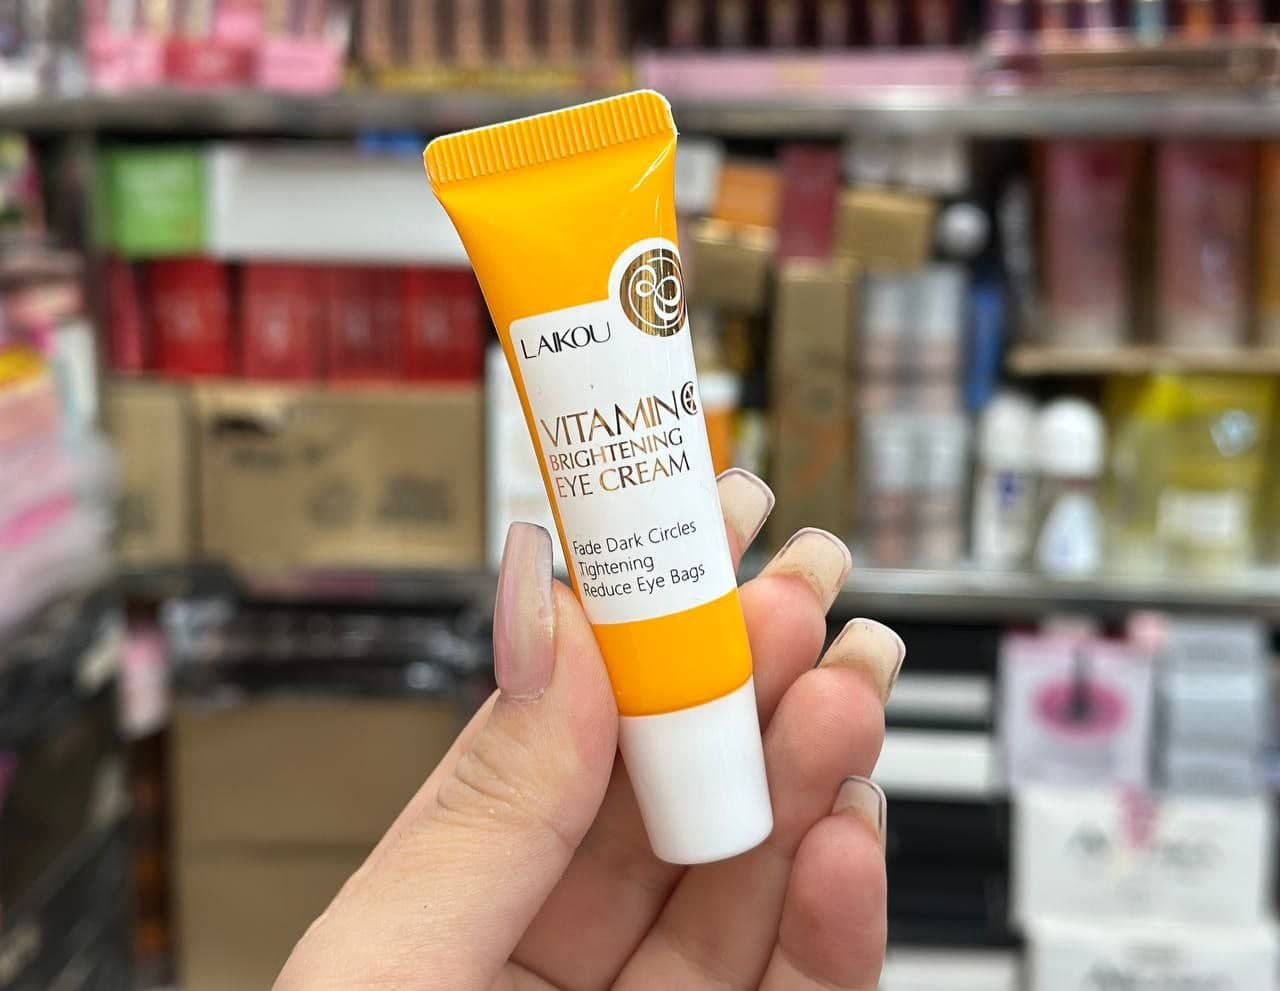 LAIKOU
VITAMIN C
BRIGHTENING
EYE CREAM
Fade Dark Circles
Tightening
Reduce Eye Bags